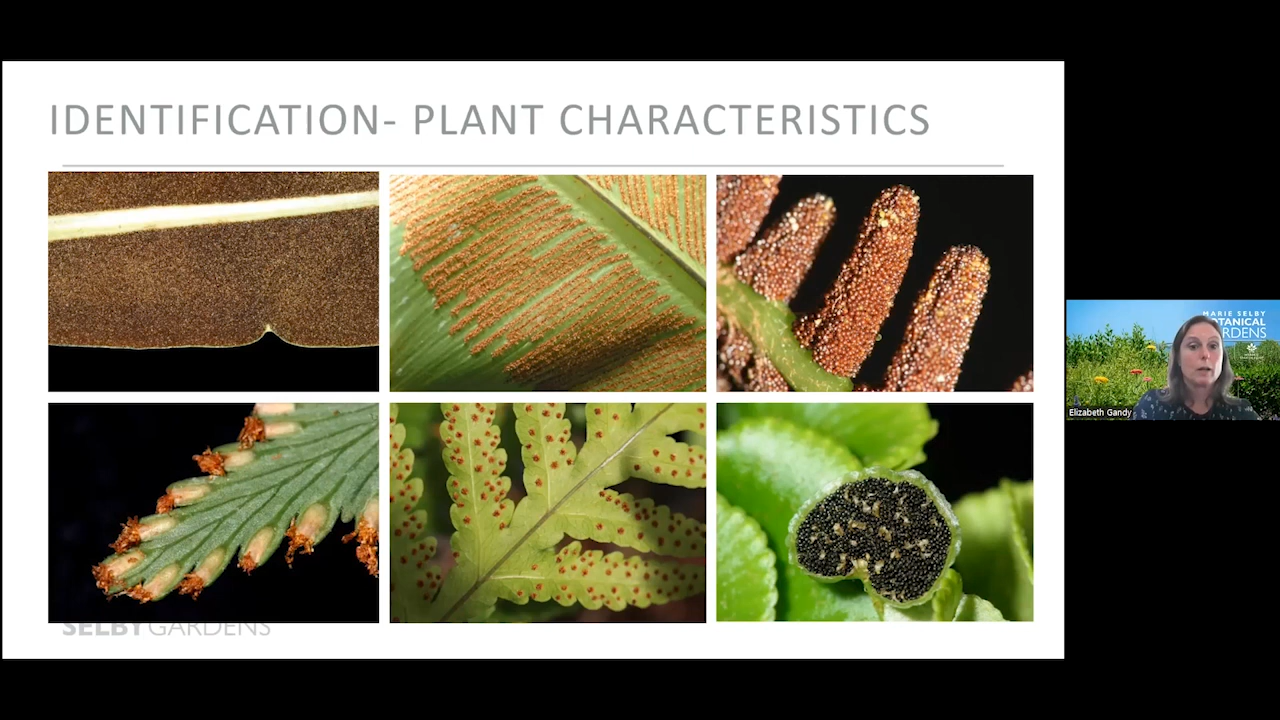 IDENTIFICATION- PLANT CHARACTERISTICS
SELBY GARDENS
MARIE SELBY
BOTANICAL
GARDENS
Elizabeth Gandy